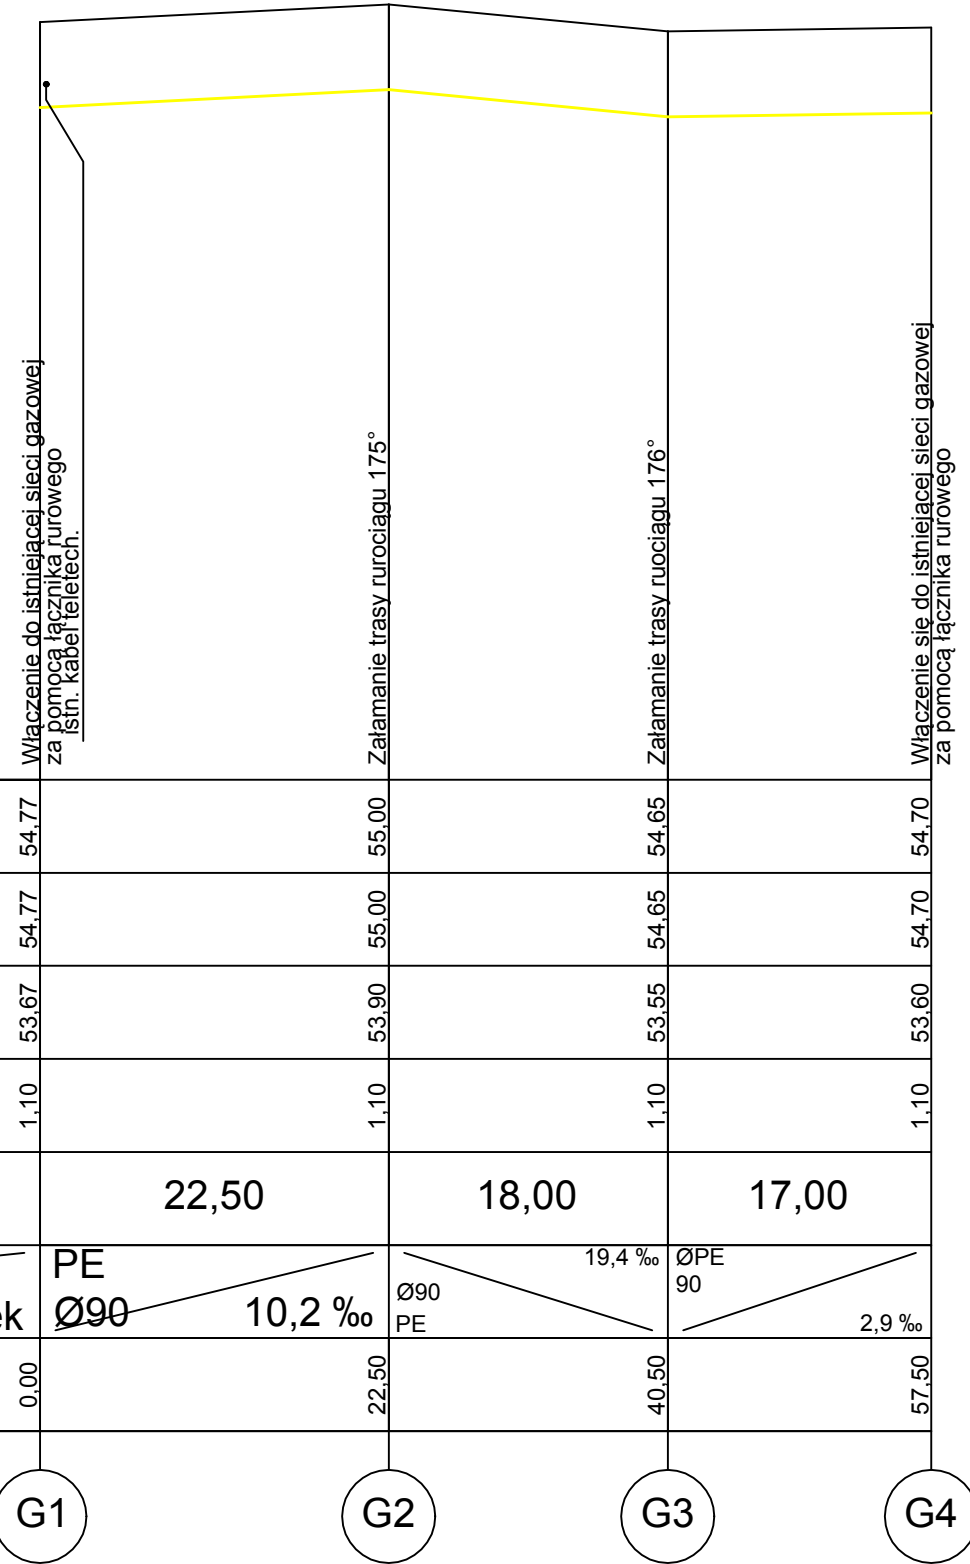 Włączenie do istniejącej sieci gazowej
za pomocą łącznika rurowego
istn. kabel teletech.
Załamanie trasy rurociągu 175°
Załamanie trasy ruociągu 176°
Włączenie się do istniejącej sieci gazowej
za pomocą łącznika rurowego
54,77 55,00 54,65 54,70
54,77 55,00 54,65 54,70
53,67 53,90 53,55 53,60
1,10 1,10 1,10 1,10
22,50 18,00 17,00
PE 19,4 ‰ ØPE
Ø90 90
ek Ø90 10,2 ‰ PE 2,9 ‰
0,00 22,50 40,50 57,50
G1 G2 G3 G4